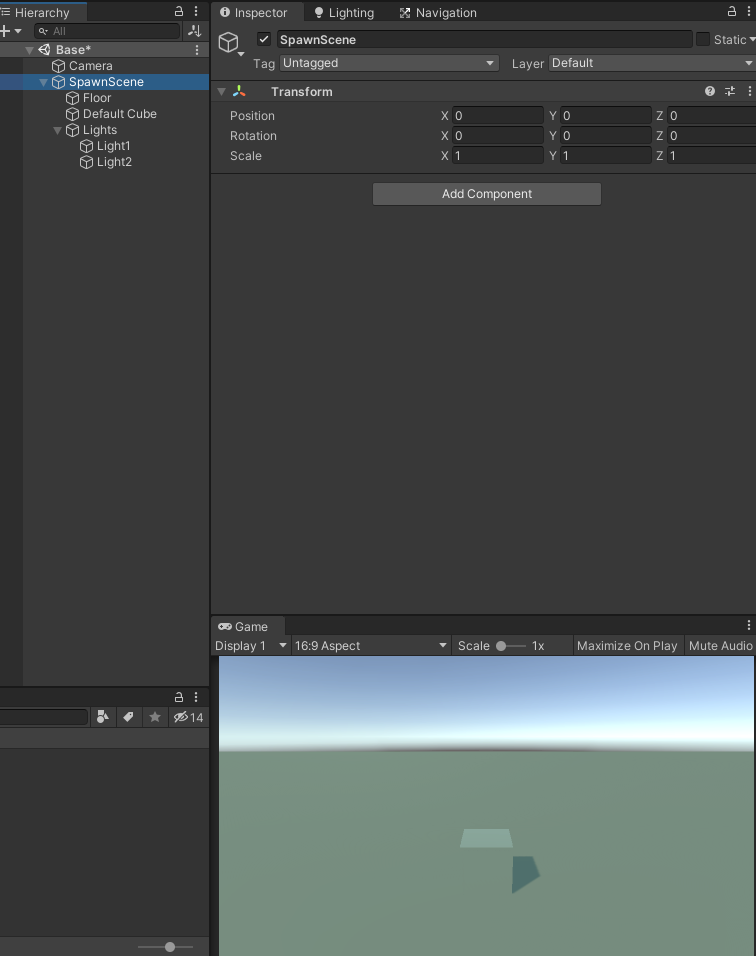 Hierarchy
All
Base*
Camera
SpawnScene
Floor
Default Cube
Lights
Light1
Light2
14
Inspector Lighting Navigation
SpawnScene Static
Tag Untagged Layer Default
Transform
Position X 0 Y 0 Z 0
Rotation X 0 Y 0 Z 0
Scale X 1 Y 1 Z 1
Add Component
Game
Display 1 16:9 Aspect Scale 1x Maximize On Play Mute Audio